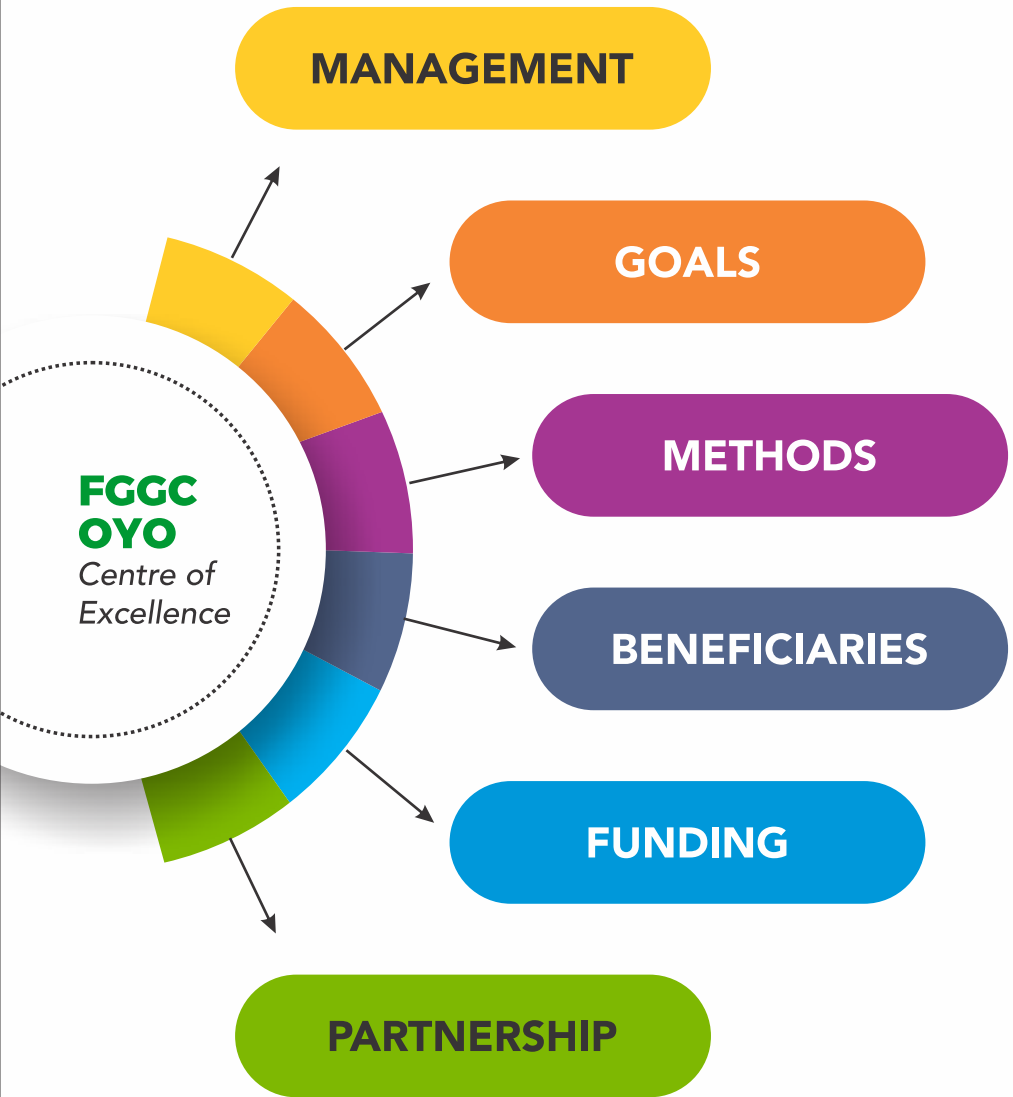 MANAGEMENT
GOALS
METHODS
FGGC
OYO
Centre of
Excellence
BENEFICIARIES
FUNDING
PARTNERSHIP